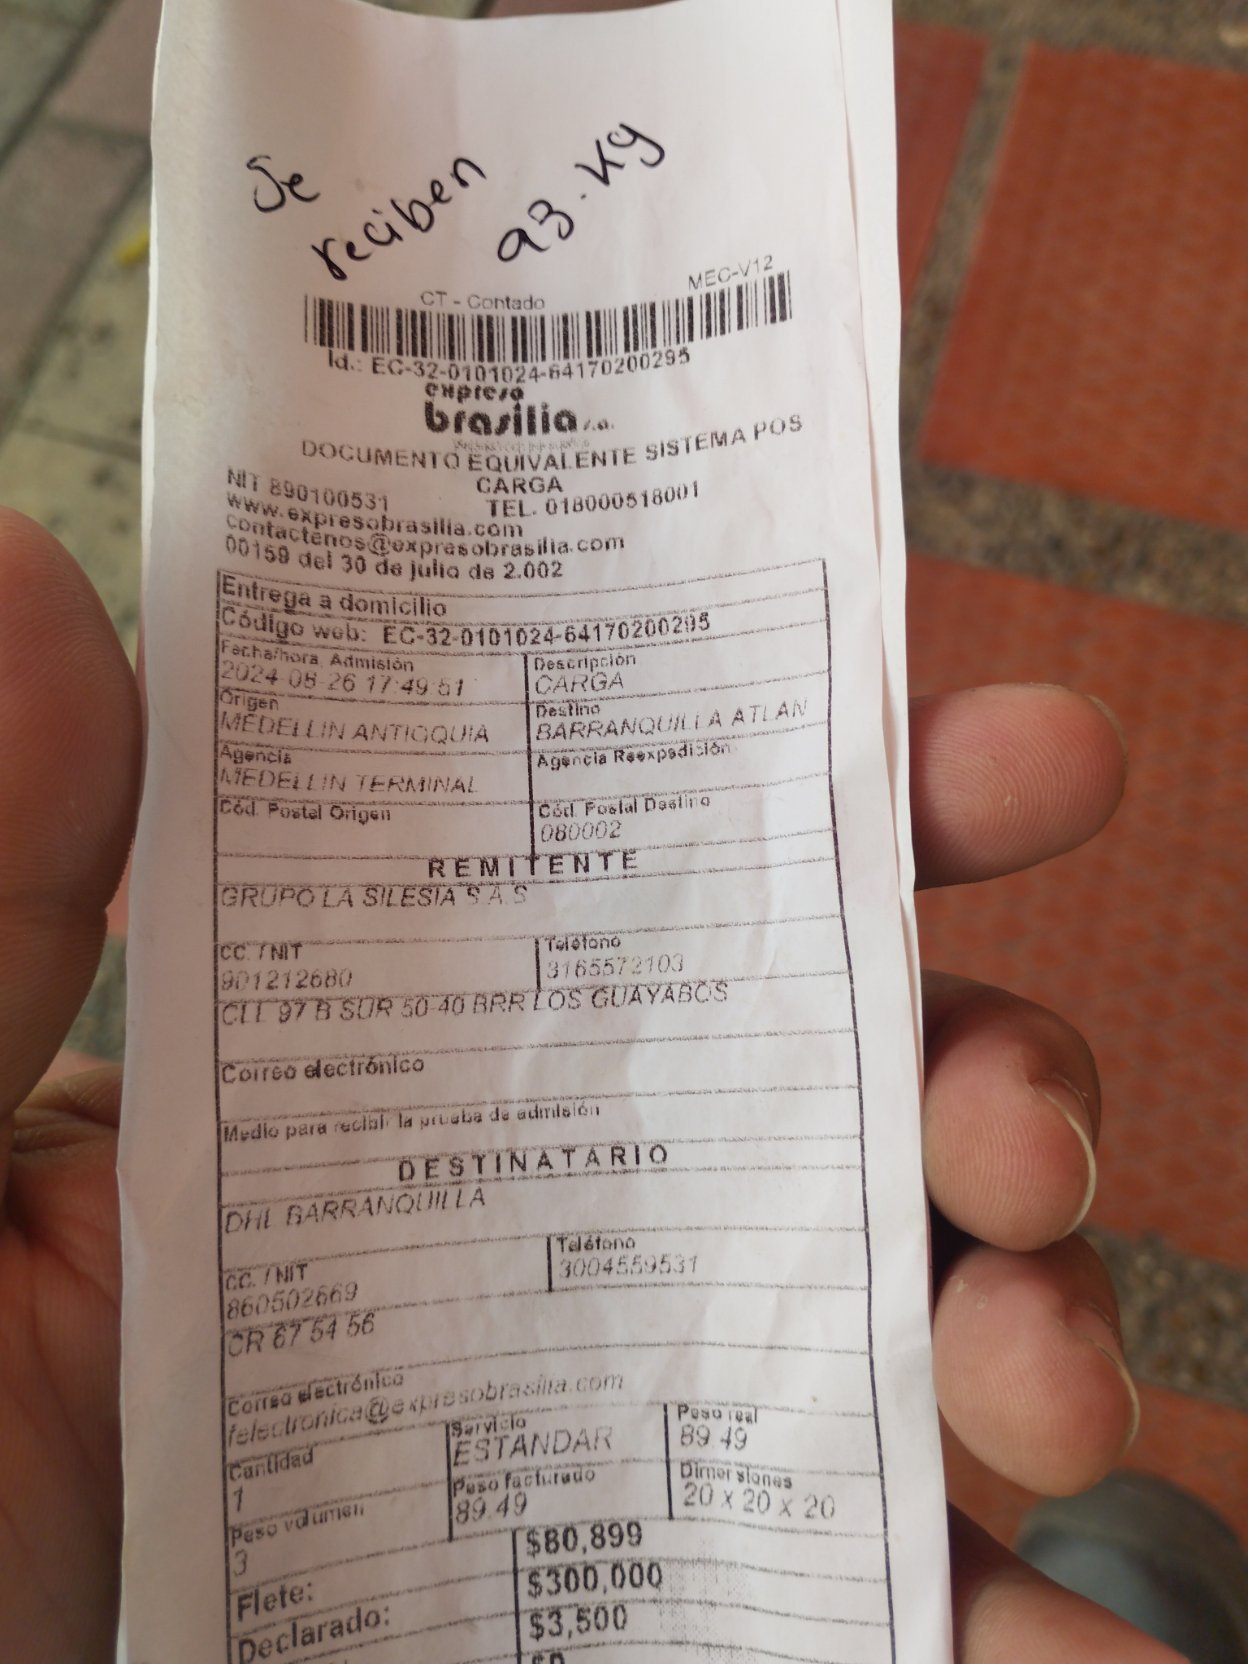 Se
reciben
93. Kg
MEC-V12
CT - Contado
Id.: EC-32-0101024-64170200295
expreso
brasilia s.a.
DOCUMENTO EQUIVALENTE SISTEMA POS
CARGA
NIT 890100531 TEL. 018000518001
www.expresobrasilia.com
contactenos@expresobrasilia.com
00159 del 30 de julio de 2.002
Entrega a domicilio
Código web: EC-32-0101024-64170200295
Fecha/hora Admisión Descripción
2024-08-26 17:49:51 CARGA
Origen Destino
MEDELLIN ANTIOQUIA BARRANQUILLA ATLAN
Agencia Agencia Reexpedición
MEDELLIN TERMINAL
Cód. Postal Origen Cód. Postal Destino
080002
REMITENTE
GRUPO LA SILESIA S.A.S
CC. / NIT Teléfono
901212680 3165572103
CLL 97 B SUR 50-40 BRR LOS GUAYABOS
Correo electrónico
Medio para recibir la prueba de admisión
DESTINATARIO
DHL BARRANQUILLA
CC. / NIT Teléfono
860502669 3004559531
CR 67 54 56
Correo electrónico
felectronica@expresobrasilia.com
Cantidad Servicio Peso real
1 ESTANDAR 89.49
Peso volumen Peso facturado Dimensiones
3 89.49 20 x 20 x 20
Flete: $80,899
Declarado: $300,000
$3,500